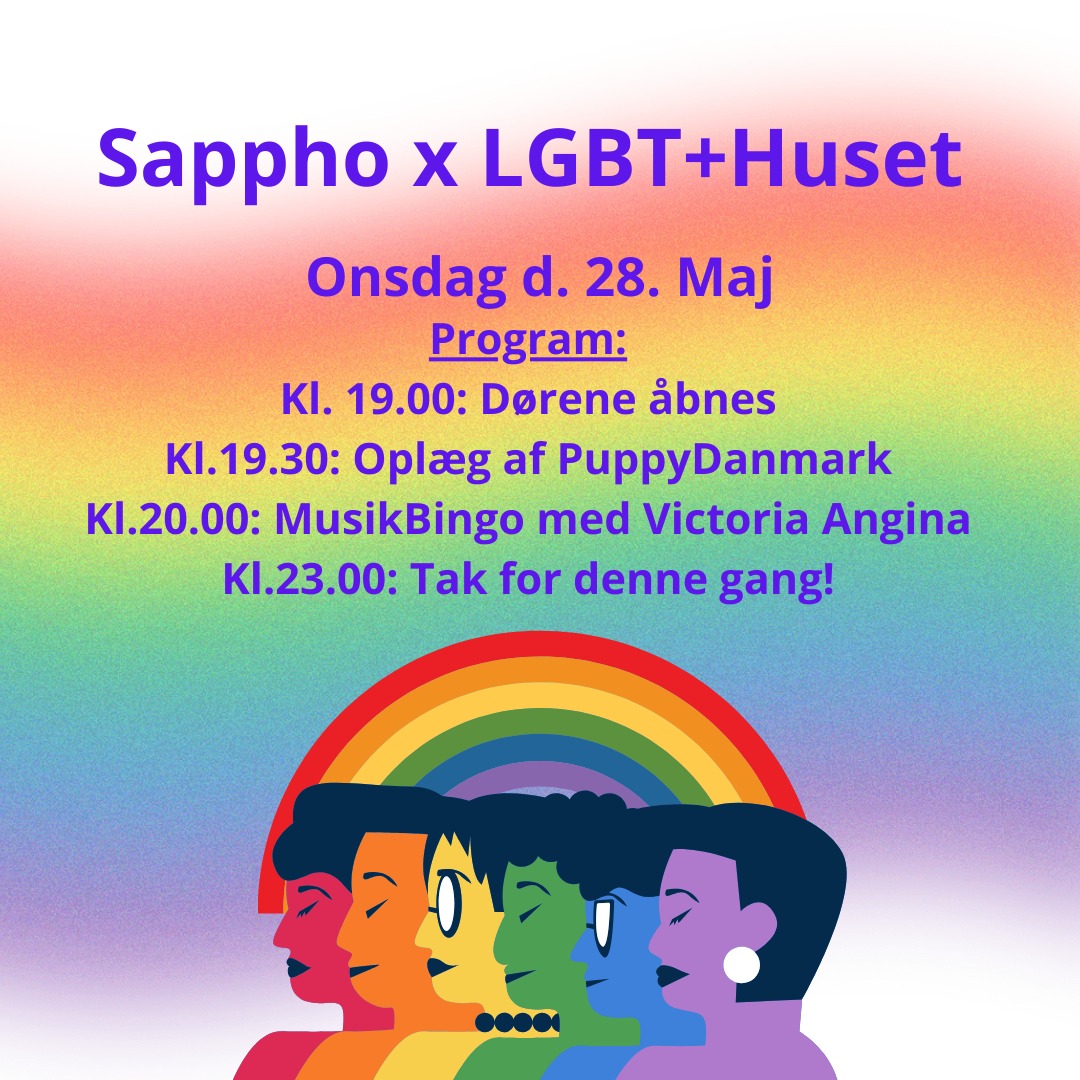 Sappho x LGBT+Huset
Onsdag d. 28. Maj
Program:
Kl. 19.00: Dørene åbnes
Kl.19.30: Oplæg af PuppyDanmark
Kl.20.00: MusikBingo med Victoria Angina
Kl.23.00: Tak for denne gang!